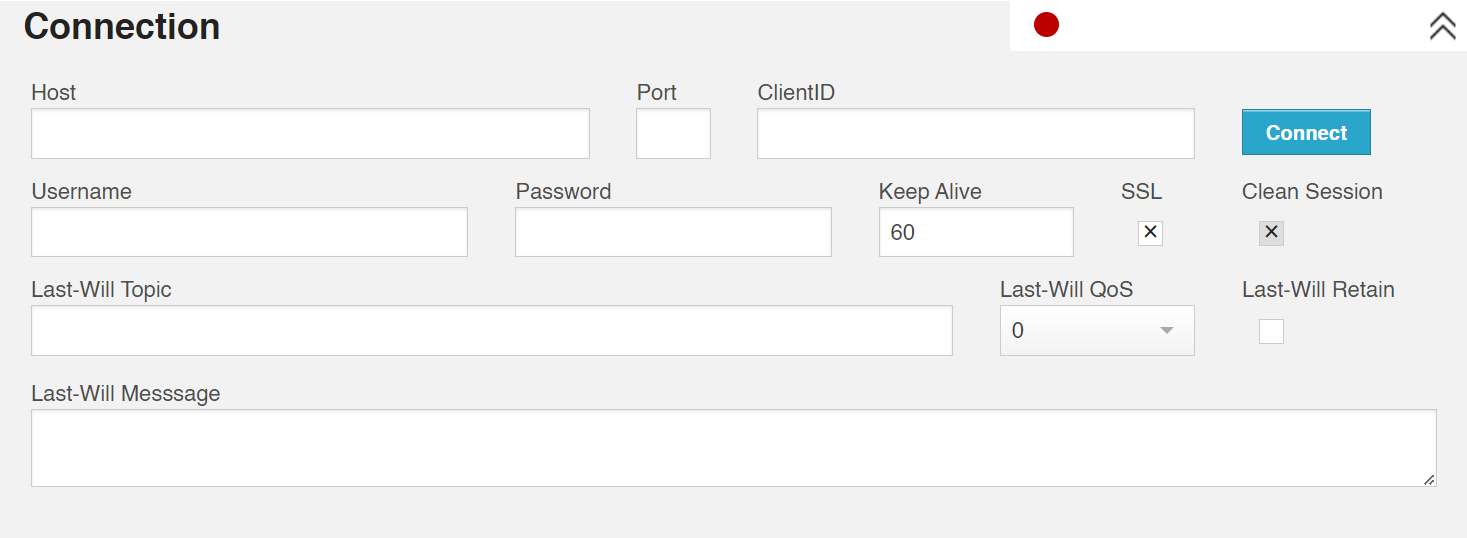 Connection
Host Port ClientID
Connect
Username Password Keep Alive SSL Clean Session
60
Last-Will Topic Last-Will QoS Last-Will Retain
0
Last-Will Messsage